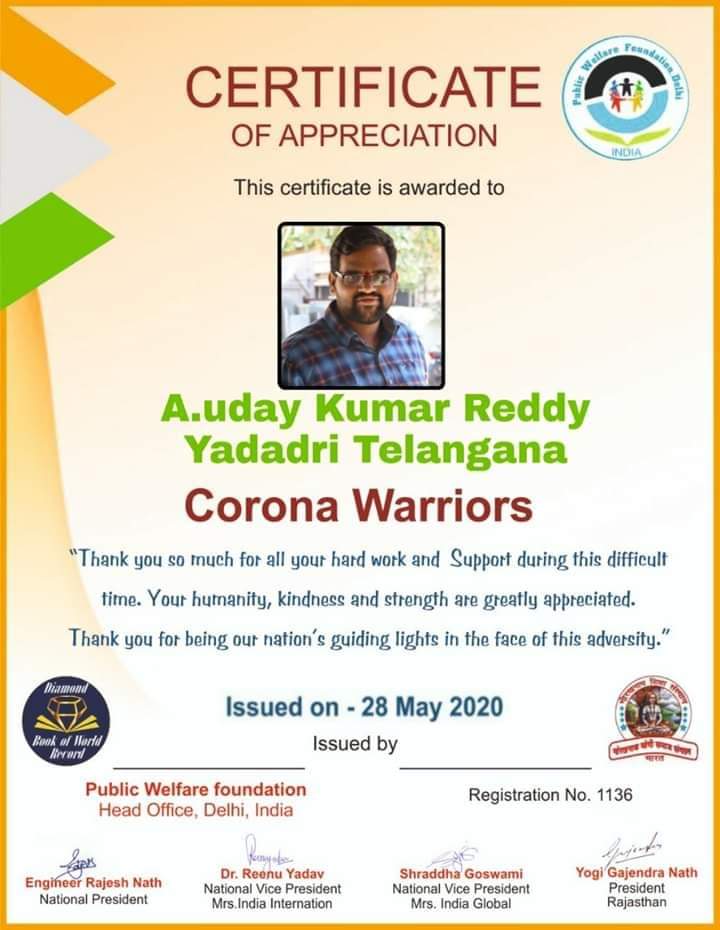 CERTIFICATE
OF APPRECIATION
Public Welfare Foundation, Delhi
INDIA
This certificate is awarded to
A.uday Kumar Reddy
Yadadri Telangana
Corona Warriors
“Thank you so much for all your hard work and Support during this difficult
time. Your humanity, kindness and strength are greatly appreciated.
Thank you for being our nation’s guiding lights in the face of this adversity.”
Diamond
Book of World
Record
Issued on - 28 May 2020
Issued by
भारत
Public Welfare foundation
Head Office, Delhi, India
Registration No. 1136
Engineer Rajesh Nath
National President
Dr. Reenu Yadav
National Vice President
Mrs.India Internation
Shraddha Goswami
National Vice President
Mrs. India Global
Yogi Gajendra Nath
President
Rajasthan